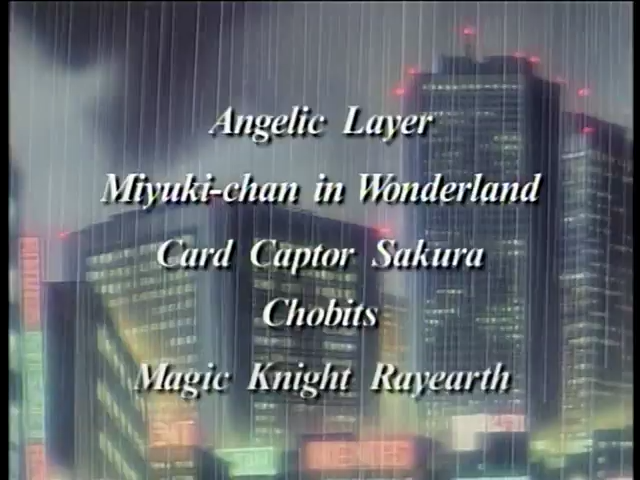 Angelic Layer
Miyuki-chan in Wonderland
Card Captor Sakura
Chobits
Magic Knight Rayearth